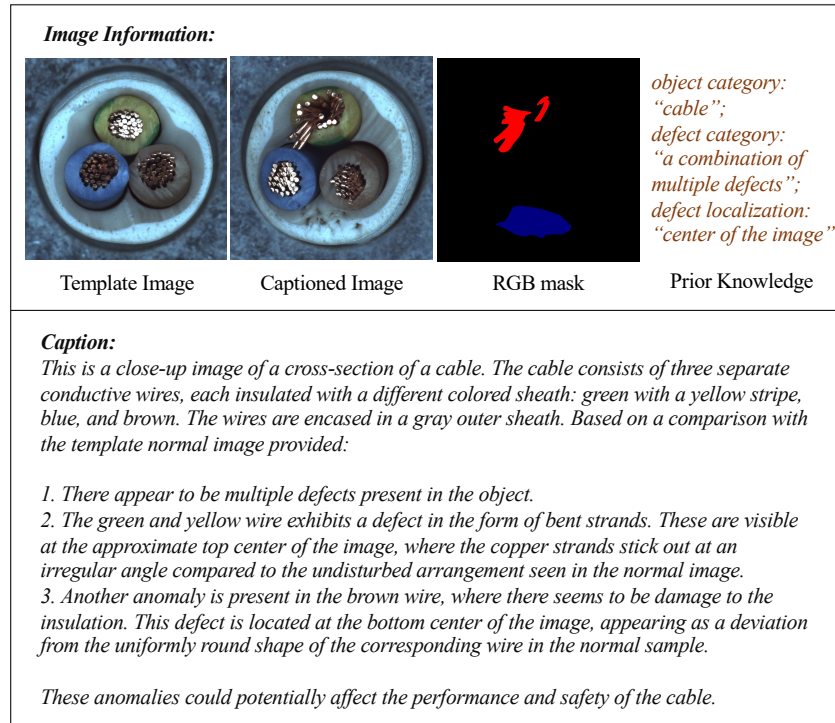 Image Information:
object category:
“cable”;
defect category:
“a combination of
multiple defects”;
defect localization:
“center of the image”
Template Image
Captioned Image
RGB mask
Prior Knowledge
Caption:
This is a close-up image of a cross-section of a cable. The cable consists of three separate
conductive wires, each insulated with a different colored sheath: green with a yellow stripe,
blue, and brown. The wires are encased in a gray outer sheath. Based on a comparison with
the template normal image provided:
1. There appear to be multiple defects present in the object.
2. The green and yellow wire exhibits a defect in the form of bent strands. These are visible
at the approximate top center of the image, where the copper strands stick out at an
irregular angle compared to the undisturbed arrangement seen in the normal image.
3. Another anomaly is present in the brown wire, where there seems to be damage to the
insulation. This defect is located at the bottom center of the image, appearing as a deviation
from the uniformly round shape of the corresponding wire in the normal sample.
These anomalies could potentially affect the performance and safety of the cable.